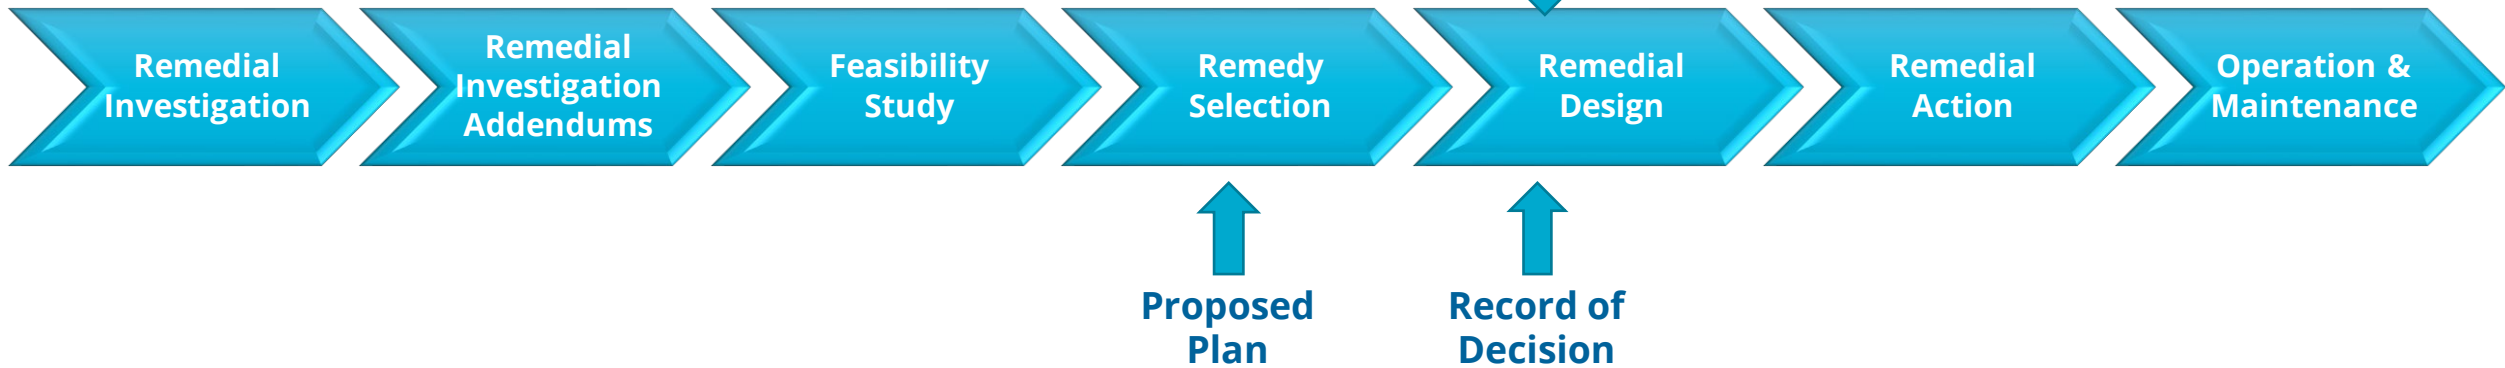 Remedial
Investigation
Remedial
Investigation
Addendums
Feasibility
Study
Remedy
Selection
Remedial
Design
Remedial
Action
Operation &
Maintenance
Proposed
Plan
Record of
Decision